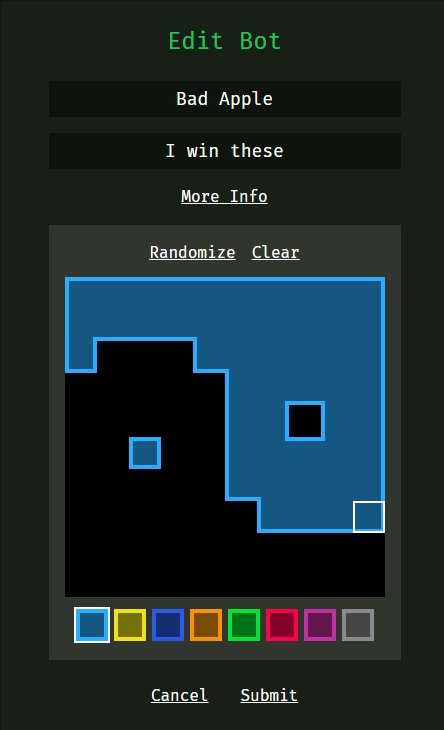 Edit Bot
Bad Apple
I win these
More Info
Randomize Clear
Cancel Submit